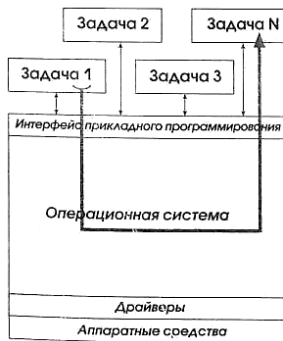 Задача 2
Задача N
Задача 1
Задача 3
Интерфейс прикладного программирования
Операционная система
Драйверы
Аппаратные средства